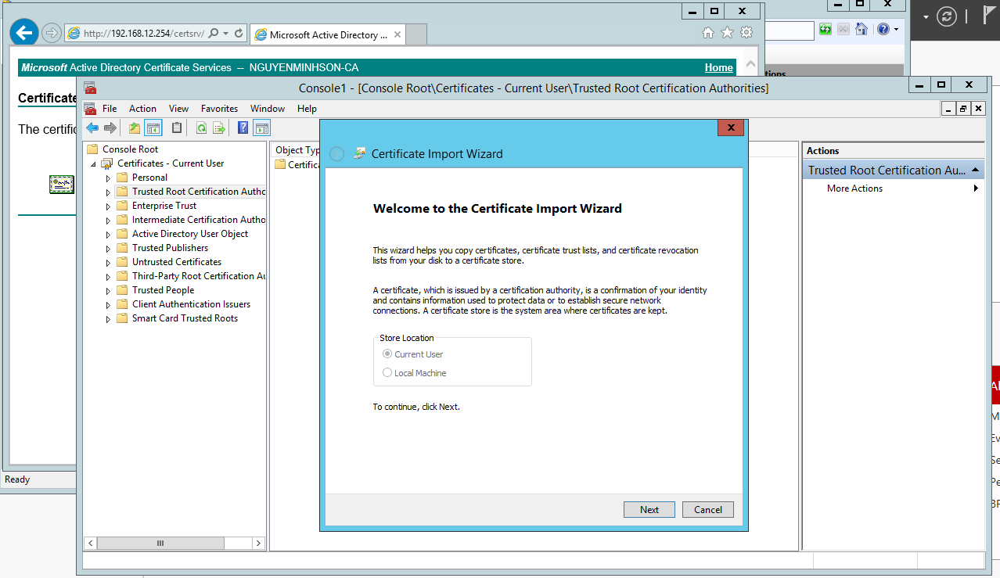 http://192.168.12.254/certsrv/
Microsoft Active Directory ...
Microsoft Active Directory Certificate Services -- NGUYENMINHSON-CA
Home
Certificate
The certific
Ready
Console1 - [Console Root\Certificates - Current User\Trusted Root Certification Authorities]
File Action View Favorites Window Help
Console Root
Certificates - Current User
Personal
Trusted Root Certification Autho
Enterprise Trust
Intermediate Certification Autho
Active Directory User Object
Trusted Publishers
Untrusted Certificates
Third-Party Root Certification Au
Trusted People
Client Authentication Issuers
Smart Card Trusted Roots
Object Typ
Certifica
Certificate Import Wizard
Welcome to the Certificate Import Wizard
This wizard helps you copy certificates, certificate trust lists, and certificate revocation
lists from your disk to a certificate store.
A certificate, which is issued by a certification authority, is a confirmation of your identity
and contains information used to protect data or to establish secure network
connections. A certificate store is the system area where certificates are kept.
Store Location
Current User
Local Machine
To continue, click Next.
Next
Cancel
Actions
Trusted Root Certification Au...
More Actions